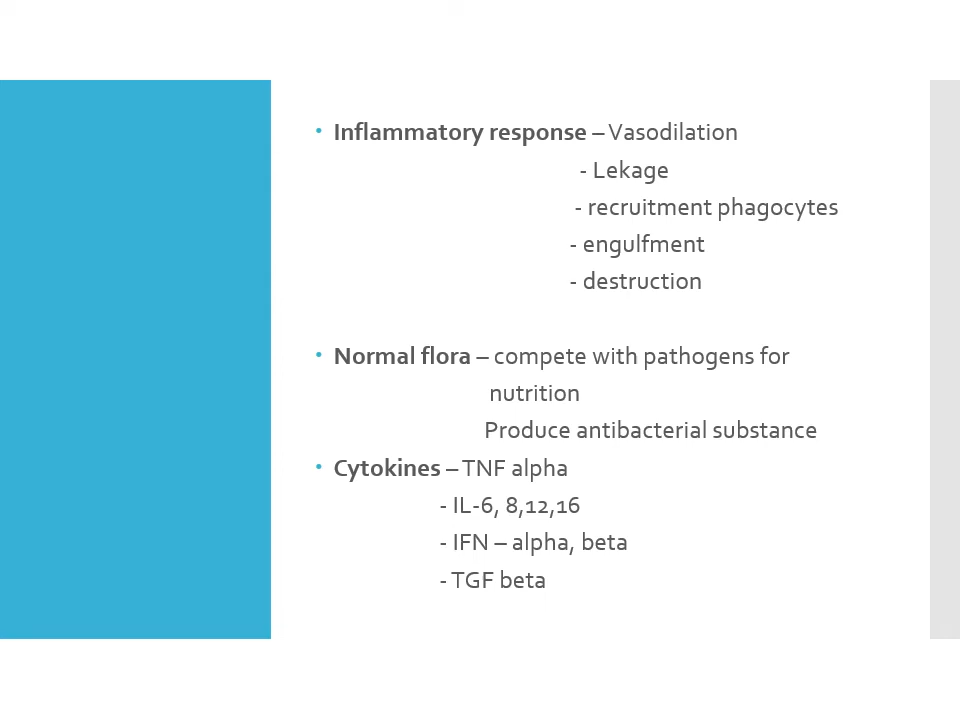 • Inflammatory response – Vasodilation
- Lekage
- recruitment phagocytes
- engulfment
- destruction
• Normal flora – compete with pathogens for
nutrition
Produce antibacterial substance
• Cytokines – TNF alpha
- IL-6, 8,12,16
- IFN – alpha, beta
- TGF beta